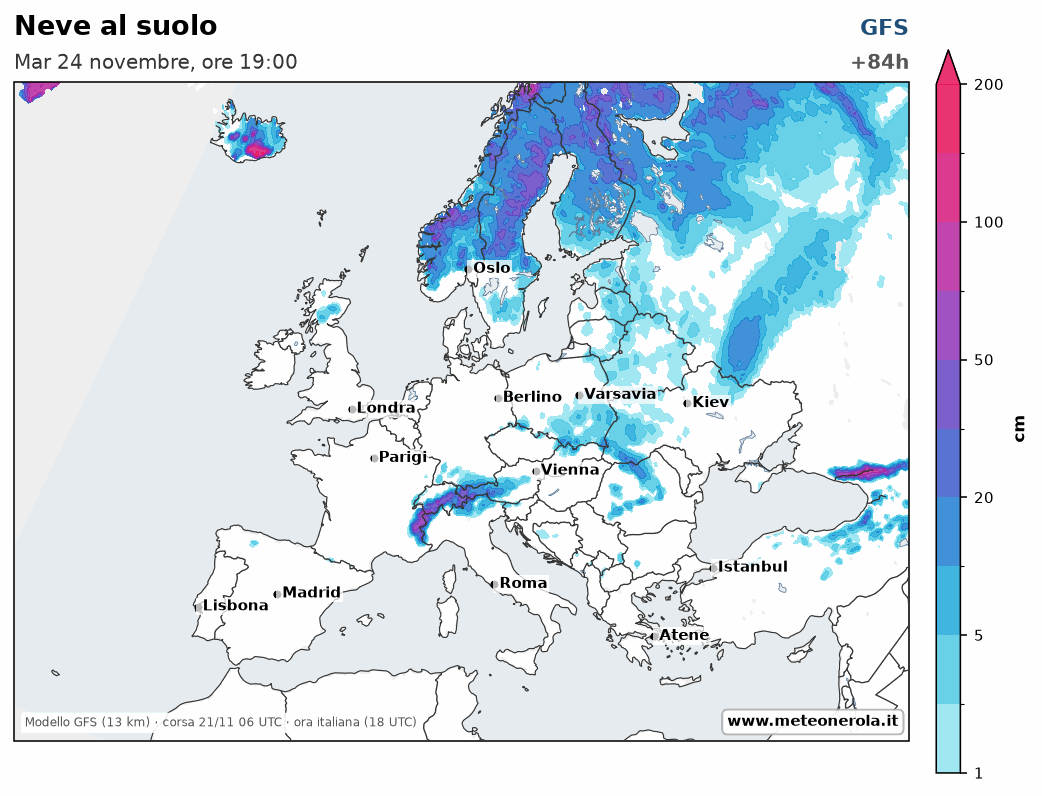 Neve al suolo
GFS
Mar 24 novembre, ore 19:00
+84h
200
100
50
20
5
1
cm
Oslo
Londra
Berlino
Varsavia
Kiev
Parigi
Vienna
Istanbul
Roma
Madrid
Lisbona
Atene
Modello GFS (13 km) · corsa 21/11 06 UTC · ora italiana (18 UTC)
www.meteonerola.it